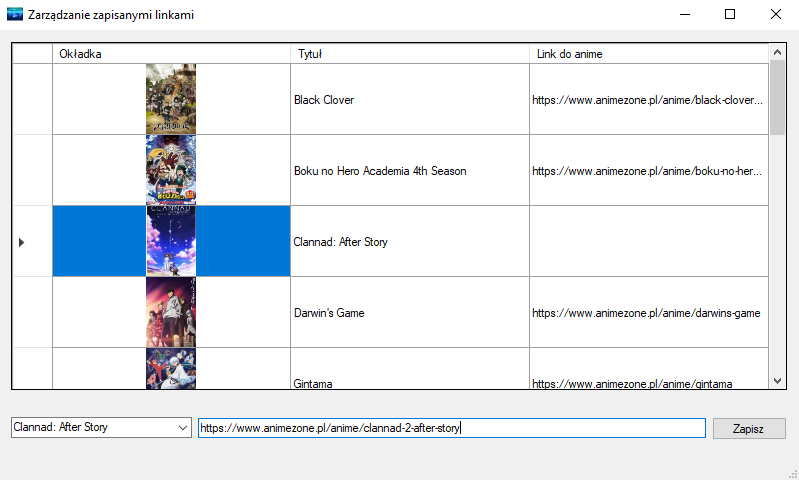 Zarządzanie zapisanymi linkami
Okładka Tytuł Link do anime
Black Clover https://www.animezone.pl/anime/black-clover...
Boku no Hero Academia 4th Season https://www.animezone.pl/anime/boku-no-her...
CLANNAD
Clannad: After Story
Darwin's Game https://www.animezone.pl/anime/darwins-game
Gintama https://www.animezone.pl/anime/gintama
Clannad: After Story https://www.animezone.pl/anime/clannad-2-after-story Zapisz